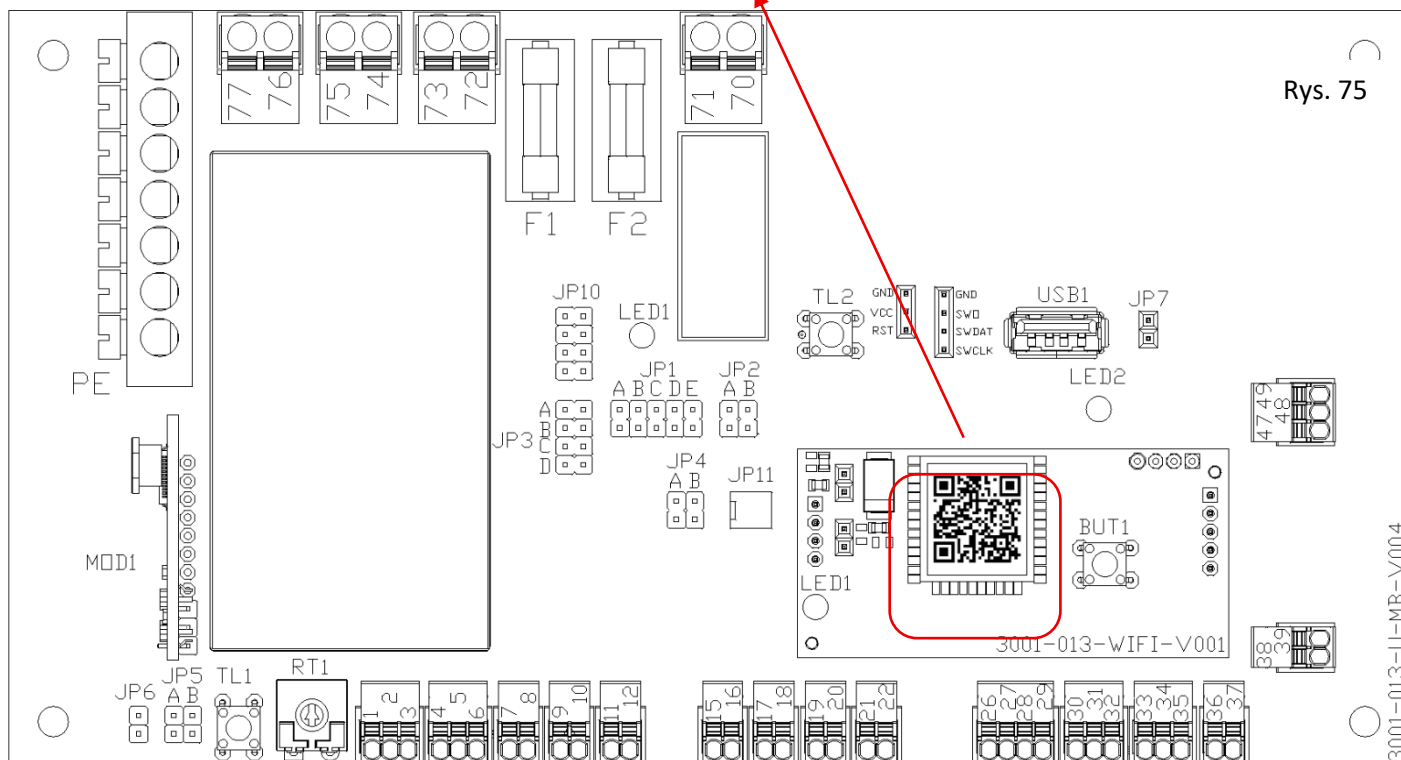 77 76 75 74 73 72 71 70
Rys. 75
F1 F2
JP10
LED1
TL2
GND
VCC
RST
GND
SWO
SWDAT
SWCLK
USB1
JP7
PE
JP1
A B C D E
JP2
A B
LED2
47 48 49
JP3
A
B
C
D
JP4
A B
JP11
MOD1
BUT1
LED1
3001-013-WIFI-V001
38 39
3001-013-U-MB-V004
JP6
JP5
A B
TL1
RT1
1 2 3 4 5 6 7 8 9 10 11 12 15 16 17 18 19 20 21 22 26 27 28 29 30 31 32 33 34 35 36 37